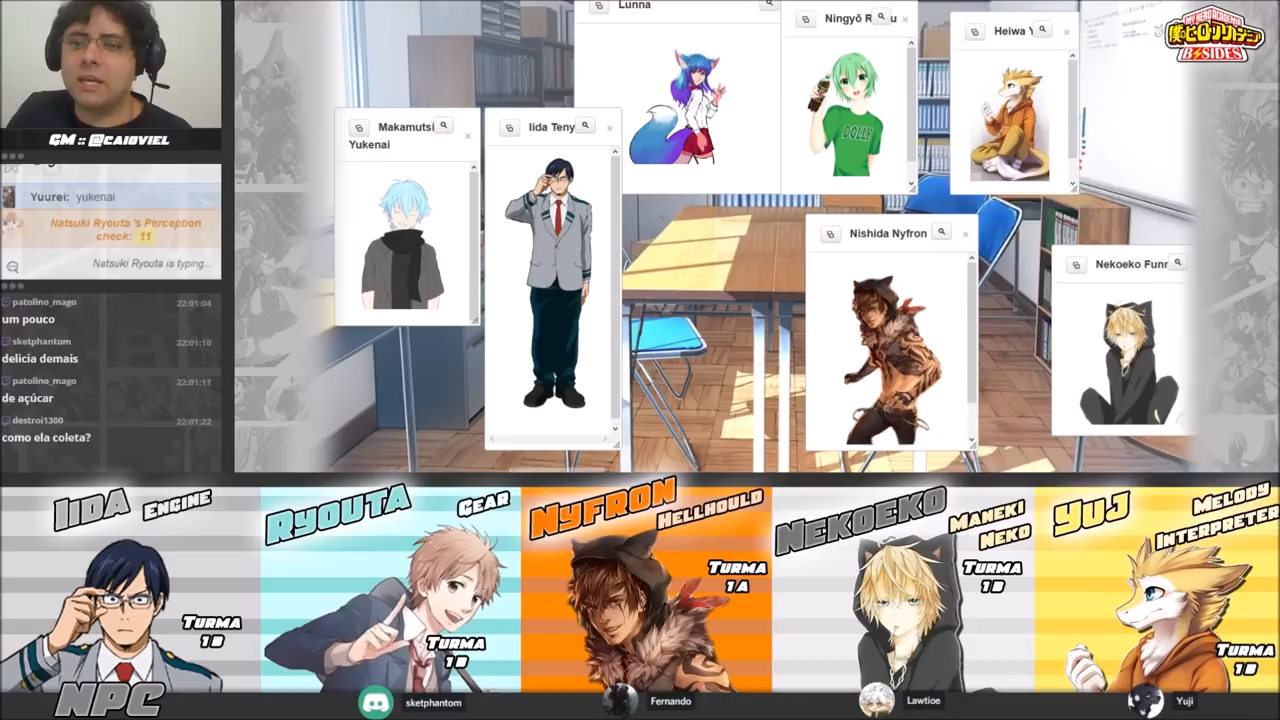 GM :: @CAIOVIEL
Yuurei: yukenai
Natsuki Ryouta 's Perception
check: 11
Natsuki Ryouta is typing...
patolino_mago 22:01:04
um pouco
sketphantom 22:01:10
delicia demais
patolino_mago 22:01:11
de açúcar
destroi1300 22:01:22
como ela coleta?
Makamutsi
Yukenai
Iida Teny
Lunna
Ningyō R
u
DOLLY
Heiwa Y
Nishida Nyfron
Nekoeko Funr
MY HERO ACADEMIA
B-SIDES
IIDA
ENGINE
TURMA
1B
NPC
RYOUTA
GEAR
TURMA
1B
sketphantom
NYFRON
HELLHOULD
TURMA
1A
Fernando
NEKOEKO
MANEKI
NEKO
TURMA
1B
Lawtioe
YUJ
MELODY
INTERPRETER
TURMA
1B
Yuji